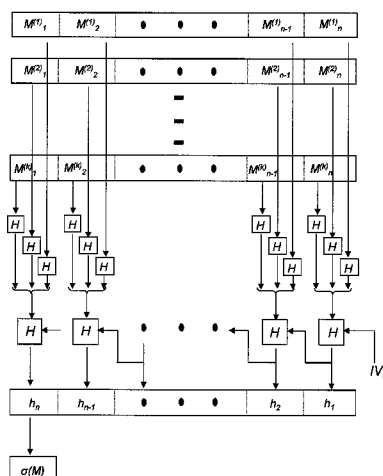 M⁽¹⁾₁ M⁽¹⁾₂ • • • M⁽¹⁾ₙ₋₁ M⁽¹⁾ₙ
M⁽²⁾₁ M⁽²⁾₂ • • • M⁽²⁾ₙ₋₁ M⁽²⁾ₙ
M⁽ᵏ⁾₁ M⁽ᵏ⁾₂ • • • M⁽ᵏ⁾ₙ₋₁ M⁽ᵏ⁾ₙ
H H H H
H H H H
H H H H
H H • • • H H
IV
hₙ hₙ₋₁ • • • h₂ h₁
σ(M)